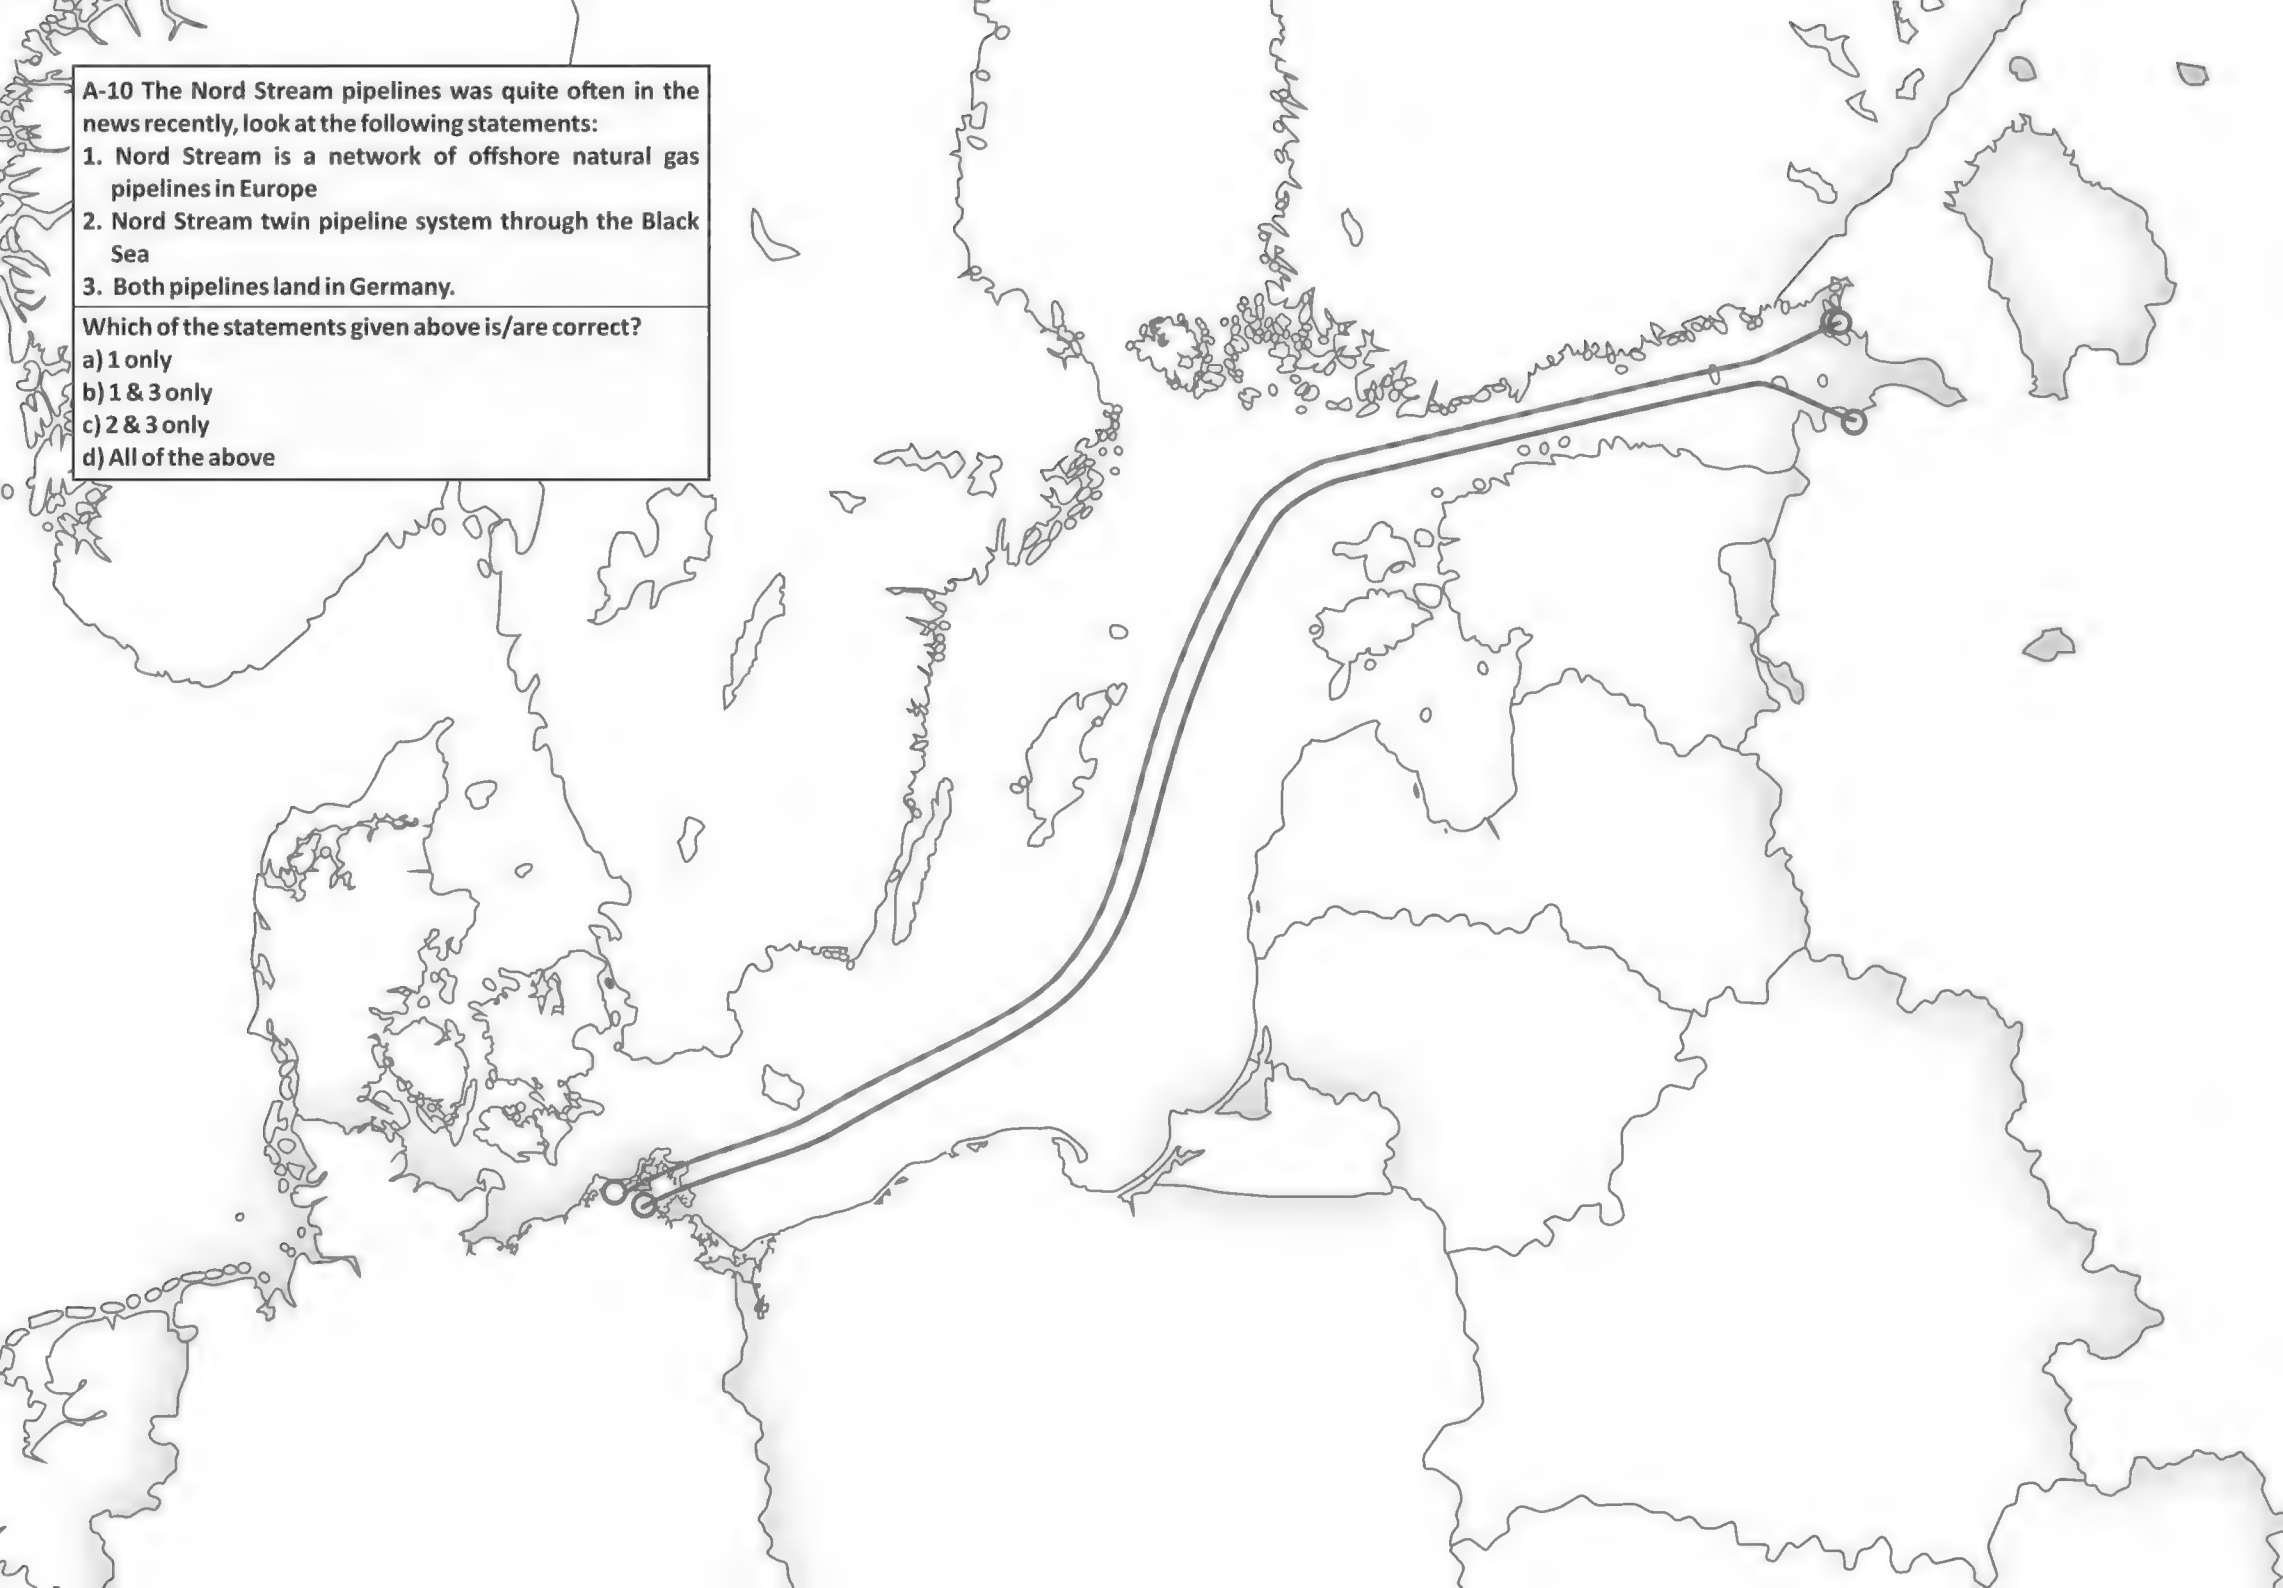 A-10 The Nord Stream pipelines was quite often in the
news recently, look at the following statements:
1. Nord Stream is a network of offshore natural gas
pipelines in Europe
2. Nord Stream twin pipeline system through the Black
Sea
3. Both pipelines land in Germany.
Which of the statements given above is/are correct?
a) 1 only
b) 1 & 3 only
c) 2 & 3 only
d) All of the above